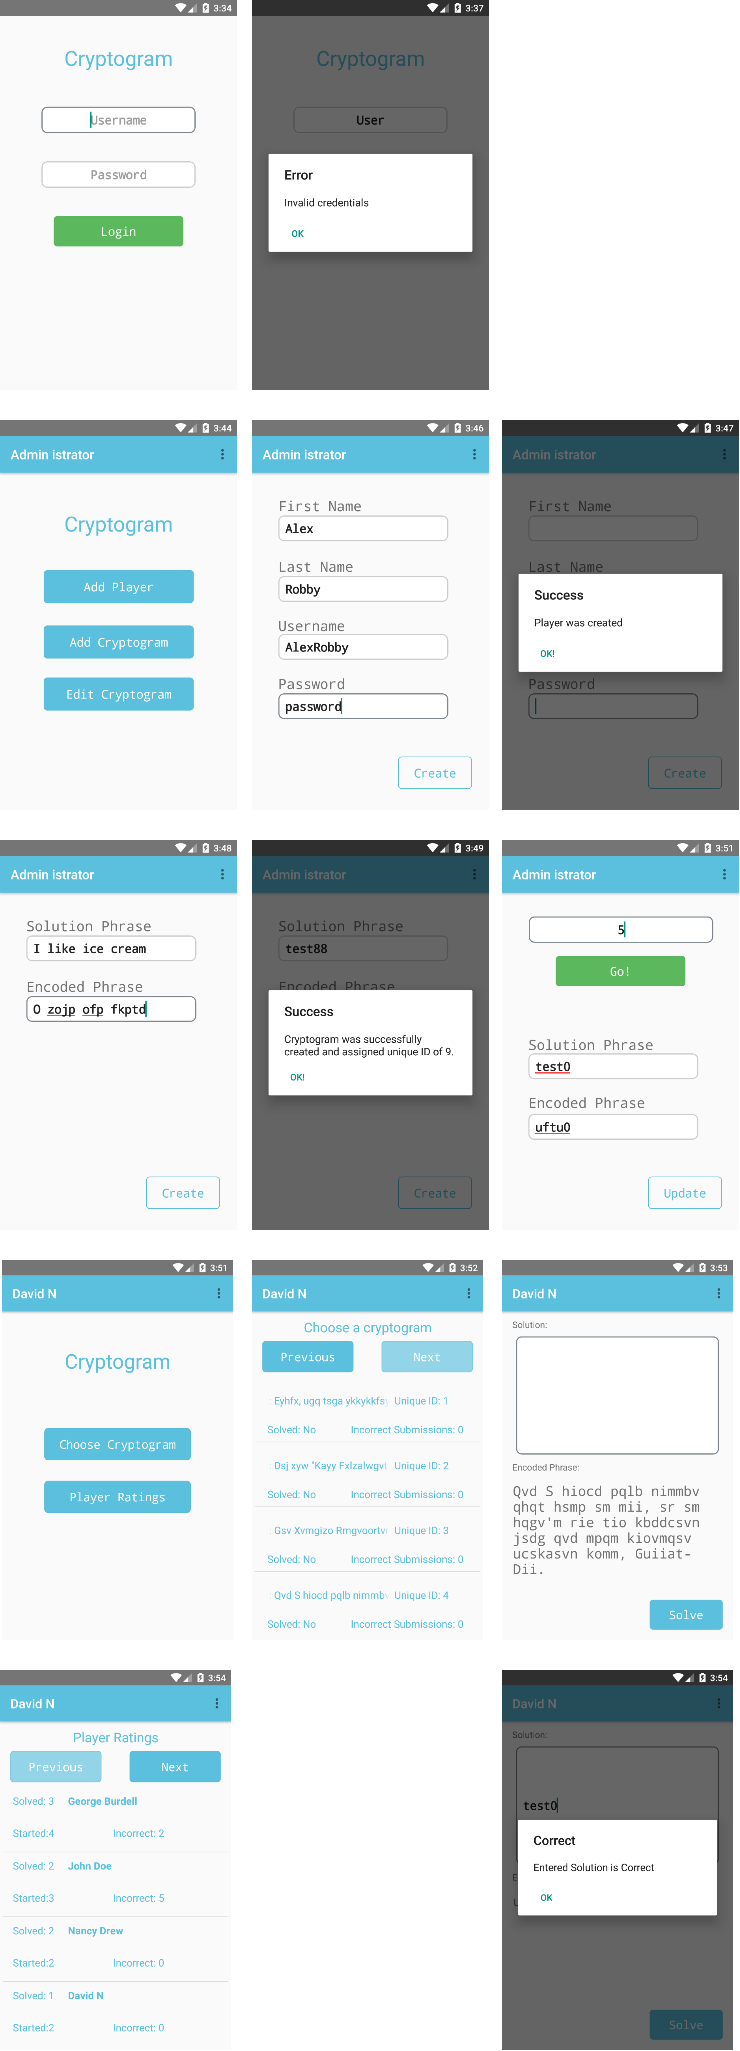 3:34
Cryptogram
Username
Password
Login
3:37
Cryptogram
User
Error
Invalid credentials
OK
3:44
Admin istrator
Cryptogram
Add Player
Add Cryptogram
Edit Cryptogram
3:46
Admin istrator
First Name
Alex
Last Name
Robby
Username
AlexRobby
Password
password
Create
3:47
Admin istrator
First Name
Last Name
Success
Player was created
OK!
Password
Create
3:48
Admin istrator
Solution Phrase
I like ice cream
Encoded Phrase
O zojp ofp fkptd
Create
3:49
Admin istrator
Solution Phrase
test88
Encoded Phrase
Success
Cryptogram was successfully
created and assigned unique ID of 9.
OK!
Create
3:51
Admin istrator
5
Go!
Solution Phrase
test0
Encoded Phrase
uftu0
Update
3:51
David N
Cryptogram
Choose Cryptogram
Player Ratings
3:52
David N
Choose a cryptogram
Previous Next
Eyhfx, ugq tsga ykkykkfs Unique ID: 1
Solved: No Incorrect Submissions: 0
Dsj xyw "Kayy Fxlzalwgvl Unique ID: 2
Solved: No Incorrect Submissions: 0
Gsv Xvmgizo Rmgvoortv Unique ID: 3
Solved: No Incorrect Submissions: 0
Qvd S hiocd pqlb nimmbv Unique ID: 4
Solved: No Incorrect Submissions: 0
3:53
David N
Solution:
Encoded Phrase:
Qvd S hiocd pqlb nimmbv
qhqt hsmp sm mii, sr sm
hqgv'm rie tio kbddcsvn
jsdg qvd mpqm kiovmqsv
ucskasvn komm, Guiiat-
Dii.
Solve
3:54
David N
Player Ratings
Previous Next
Solved: 3 George Burdell
Started:4 Incorrect: 2
Solved: 2 John Doe
Started:3 Incorrect: 5
Solved: 2 Nancy Drew
Started:2 Incorrect: 0
Solved: 1 David N
Started:2 Incorrect: 0
3:54
David N
Solution:
test0
Correct
Entered Solution is Correct
OK
Solve